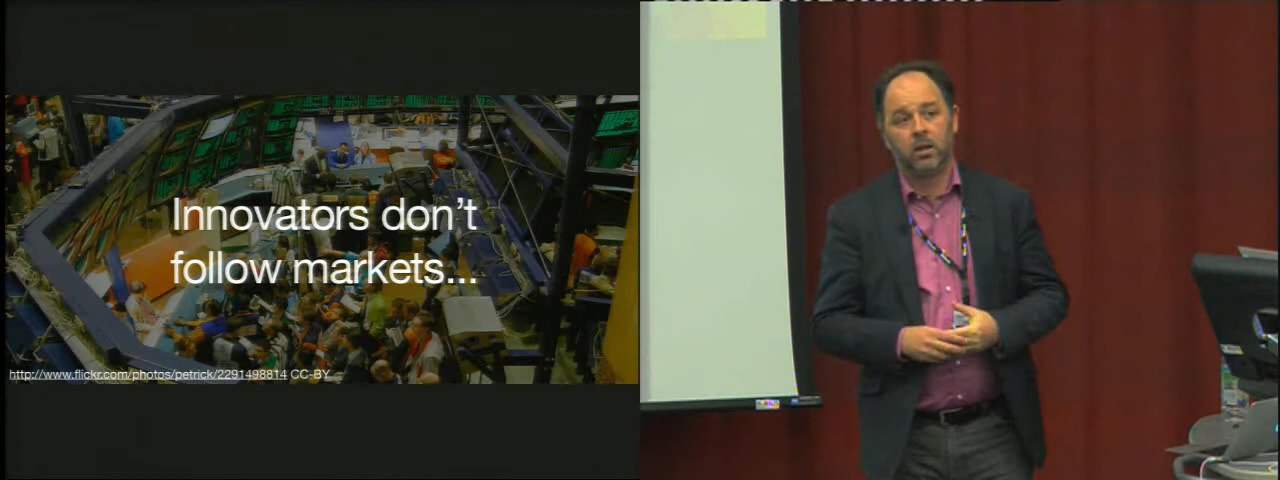 Innovators don't
follow markets...
http://www.flickr.com/photos/petrick/2291498814 CC-BY